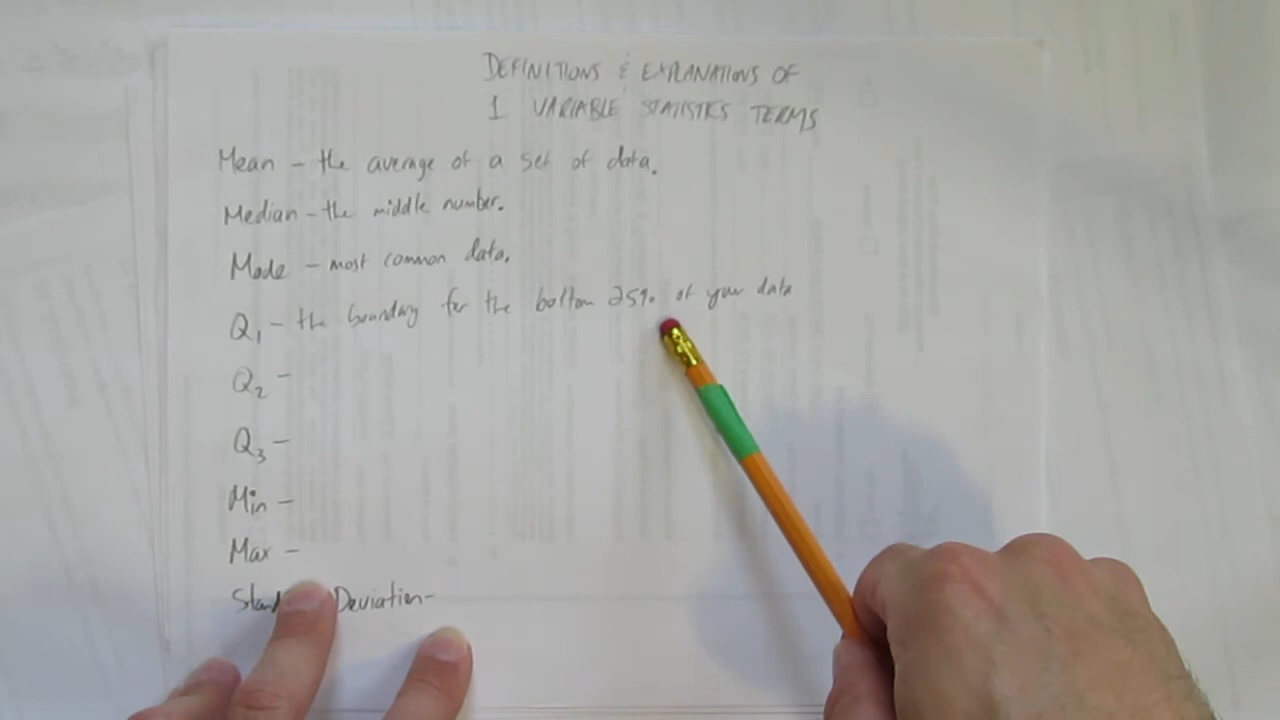 DEFINITIONS & EXPLANATIONS OF
1 VARIABLE STATISTICS TERMS
Mean - the average of a set of data.
Median - the middle number.
Mode - most common data.
Q1 - the boundary for the bottom 25% of your data
Q2 -
Q3 -
Min -
Max -
Deviation -